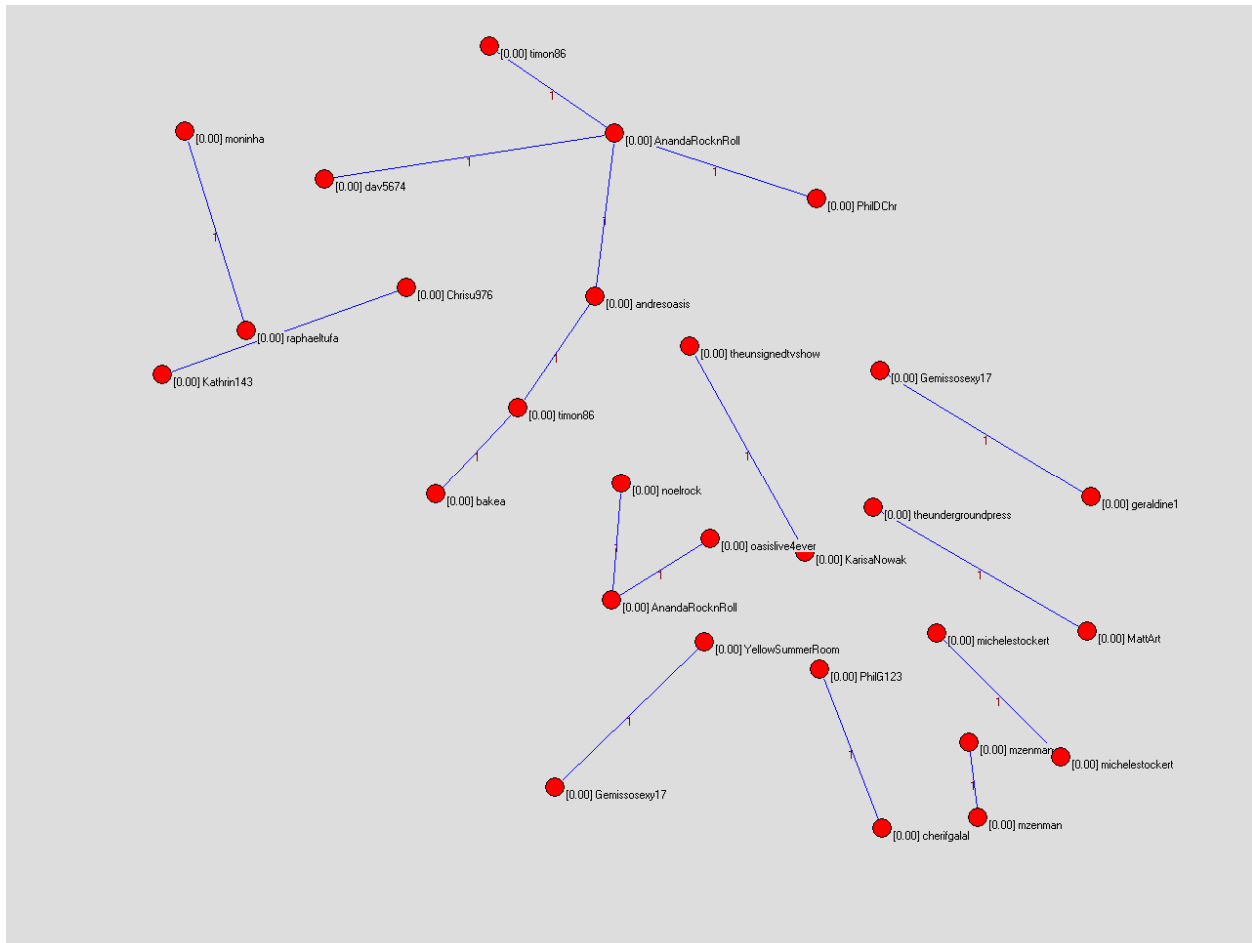 [0.00] timon86
1
[0.00] moninha
[0.00] AnandaRocknRoll
1
1
[0.00] dav5674
[0.00] PhilDChr
1
1
[0.00] Chrisu976
[0.00] andresoasis
[0.00] raphaeltufa
[0.00] theunsignedtvshow
1
[0.00] Kathrin143
[0.00] Gemissosexy17
[0.00] timon86
1
1
1
[0.00] noelrock
[0.00] bakea
[0.00] geraldine1
[0.00] theundergroundpress
[0.00] oasislive4ever
1
[0.00] KarisaNowak
1
1
[0.00] AnandaRocknRoll
[0.00] MattArt
[0.00] michelestockert
[0.00] YellowSummerRoom
[0.00] PhilG123
1
1
[0.00] mzenman
1
[0.00] michelestockert
1
[0.00] Gemissosexy17
[0.00] mzenman
[0.00] cherifgalal